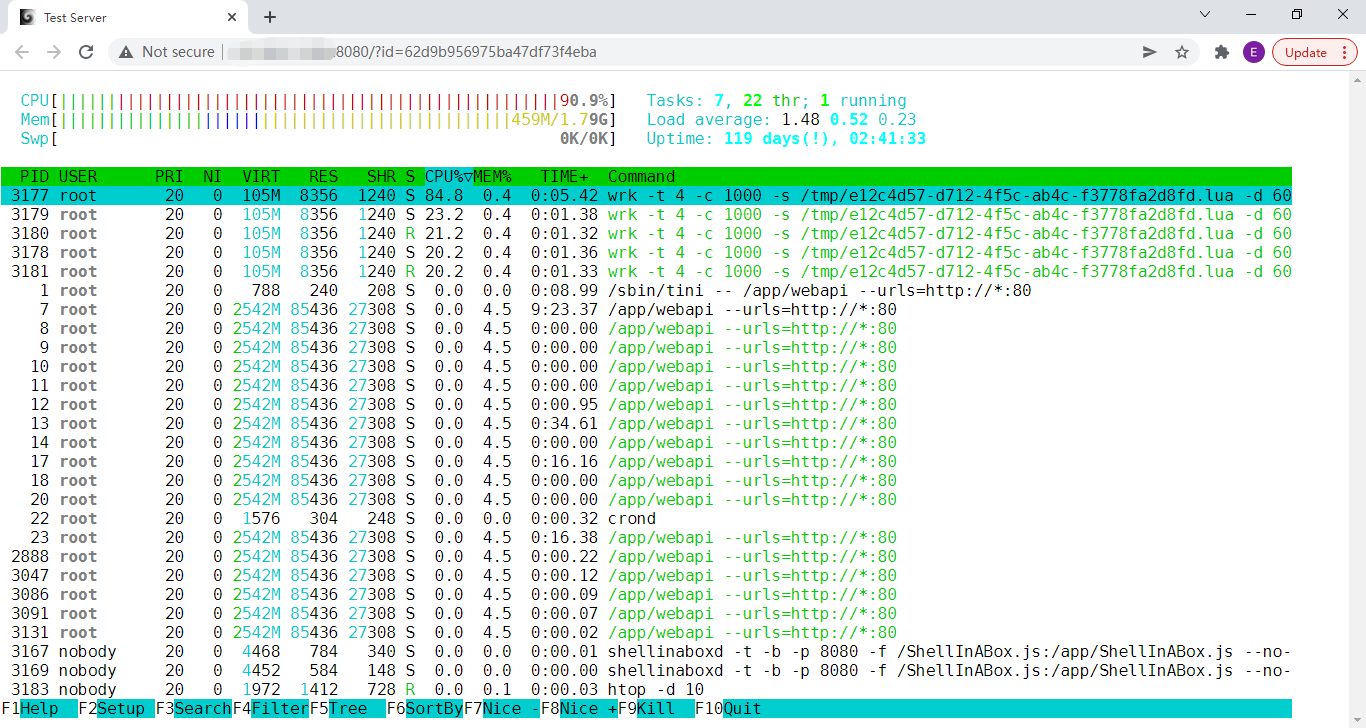 Test Server
Not secure :8080/?id=62d9b956975ba47df73f4eba
E
Update
CPU[||||||||||||||||||||||||||||||||||||||||||||||||||||90.9%] Tasks: 7, 22 thr; 1 running
Mem[|||||||||||||||||||||||||||||||||||||||||||||||459M/1.79G] Load average: 1.48 0.52 0.23
Swp[ 0K/0K] Uptime: 119 days(!), 02:41:33
PID USER PRI NI VIRT RES SHR S CPU%▽MEM% TIME+ Command
3177 root 20 0 105M 8356 1240 S 84.8 0.4 0:05.42 wrk -t 4 -c 1000 -s /tmp/e12c4d57-d712-4f5c-ab4c-f3778fa2d8fd.lua -d 60
3179 root 20 0 105M 8356 1240 S 23.2 0.4 0:01.38 wrk -t 4 -c 1000 -s /tmp/e12c4d57-d712-4f5c-ab4c-f3778fa2d8fd.lua -d 60
3180 root 20 0 105M 8356 1240 R 21.2 0.4 0:01.32 wrk -t 4 -c 1000 -s /tmp/e12c4d57-d712-4f5c-ab4c-f3778fa2d8fd.lua -d 60
3178 root 20 0 105M 8356 1240 S 20.2 0.4 0:01.36 wrk -t 4 -c 1000 -s /tmp/e12c4d57-d712-4f5c-ab4c-f3778fa2d8fd.lua -d 60
3181 root 20 0 105M 8356 1240 R 20.2 0.4 0:01.33 wrk -t 4 -c 1000 -s /tmp/e12c4d57-d712-4f5c-ab4c-f3778fa2d8fd.lua -d 60
1 root 20 0 788 240 208 S 0.0 0.0 0:08.99 /sbin/tini -- /app/webapi --urls=http://*:80
7 root 20 0 2542M 85436 27308 S 0.0 4.5 9:23.37 /app/webapi --urls=http://*:80
8 root 20 0 2542M 85436 27308 S 0.0 4.5 0:00.00 /app/webapi --urls=http://*:80
9 root 20 0 2542M 85436 27308 S 0.0 4.5 0:00.00 /app/webapi --urls=http://*:80
10 root 20 0 2542M 85436 27308 S 0.0 4.5 0:00.00 /app/webapi --urls=http://*:80
11 root 20 0 2542M 85436 27308 S 0.0 4.5 0:00.00 /app/webapi --urls=http://*:80
12 root 20 0 2542M 85436 27308 S 0.0 4.5 0:00.95 /app/webapi --urls=http://*:80
13 root 20 0 2542M 85436 27308 S 0.0 4.5 0:34.61 /app/webapi --urls=http://*:80
14 root 20 0 2542M 85436 27308 S 0.0 4.5 0:00.00 /app/webapi --urls=http://*:80
17 root 20 0 2542M 85436 27308 S 0.0 4.5 0:16.16 /app/webapi --urls=http://*:80
18 root 20 0 2542M 85436 27308 S 0.0 4.5 0:00.00 /app/webapi --urls=http://*:80
20 root 20 0 2542M 85436 27308 S 0.0 4.5 0:00.00 /app/webapi --urls=http://*:80
22 root 20 0 1576 304 248 S 0.0 0.0 0:00.32 crond
23 root 20 0 2542M 85436 27308 S 0.0 4.5 0:16.38 /app/webapi --urls=http://*:80
2888 root 20 0 2542M 85436 27308 S 0.0 4.5 0:00.22 /app/webapi --urls=http://*:80
3047 root 20 0 2542M 85436 27308 S 0.0 4.5 0:00.12 /app/webapi --urls=http://*:80
3086 root 20 0 2542M 85436 27308 S 0.0 4.5 0:00.09 /app/webapi --urls=http://*:80
3091 root 20 0 2542M 85436 27308 S 0.0 4.5 0:00.07 /app/webapi --urls=http://*:80
3131 root 20 0 2542M 85436 27308 S 0.0 4.5 0:00.02 /app/webapi --urls=http://*:80
3167 nobody 20 0 4468 784 340 S 0.0 0.0 0:00.01 shellinaboxd -t -b -p 8080 -f /ShellInABox.js:/app/ShellInABox.js --no-
3169 nobody 20 0 4452 584 148 S 0.0 0.0 0:00.00 shellinaboxd -t -b -p 8080 -f /ShellInABox.js:/app/ShellInABox.js --no-
3183 nobody 20 0 1972 1412 728 R 0.0 0.1 0:00.03 htop -d 10
F1Help F2Setup F3SearchF4FilterF5Tree F6SortByF7Nice -F8Nice +F9Kill F10Quit